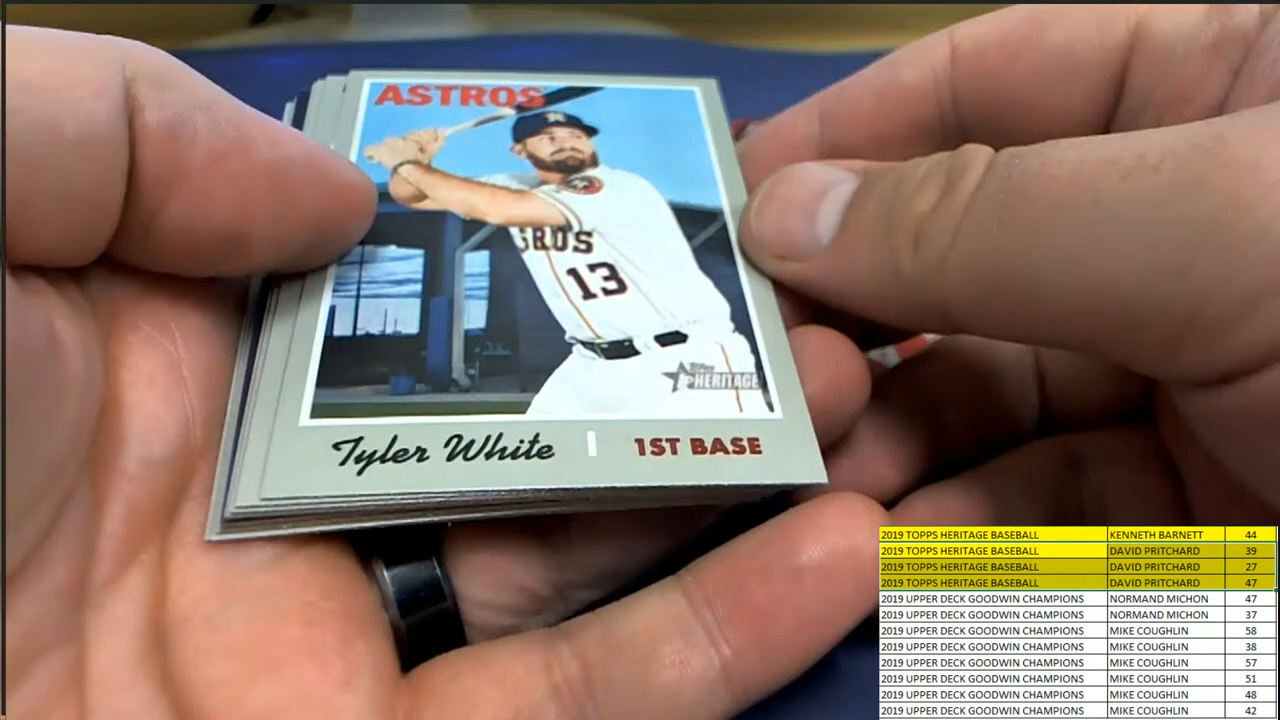 ASTROS
13
Topps
HERITAGE
Tyler White | 1ST BASE
2019 TOPPS HERITAGE BASEBALL KENNETH BARNETT 44
2019 TOPPS HERITAGE BASEBALL DAVID PRITCHARD 39
2019 TOPPS HERITAGE BASEBALL DAVID PRITCHARD 27
2019 TOPPS HERITAGE BASEBALL DAVID PRITCHARD 47
2019 UPPER DECK GOODWIN CHAMPIONS NORMAND MICHON 47
2019 UPPER DECK GOODWIN CHAMPIONS NORMAND MICHON 37
2019 UPPER DECK GOODWIN CHAMPIONS MIKE COUGHLIN 58
2019 UPPER DECK GOODWIN CHAMPIONS MIKE COUGHLIN 38
2019 UPPER DECK GOODWIN CHAMPIONS MIKE COUGHLIN 57
2019 UPPER DECK GOODWIN CHAMPIONS MIKE COUGHLIN 51
2019 UPPER DECK GOODWIN CHAMPIONS MIKE COUGHLIN 48
2019 UPPER DECK GOODWIN CHAMPIONS MIKE COUGHLIN 42